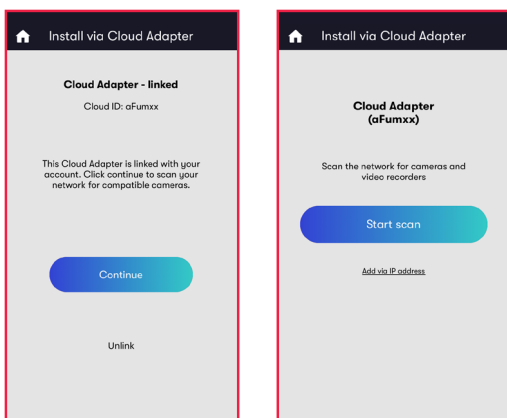 Install via Cloud Adapter
Cloud Adapter - linked
Cloud ID: aFumxx
This Cloud Adapter is linked with your
account. Click continue to scan your
network for compatible cameras.
Continue
Unlink
Install via Cloud Adapter
Cloud Adapter
(aFumxx)
Scan the network for cameras and
video recorders
Start scan
Add via IP address